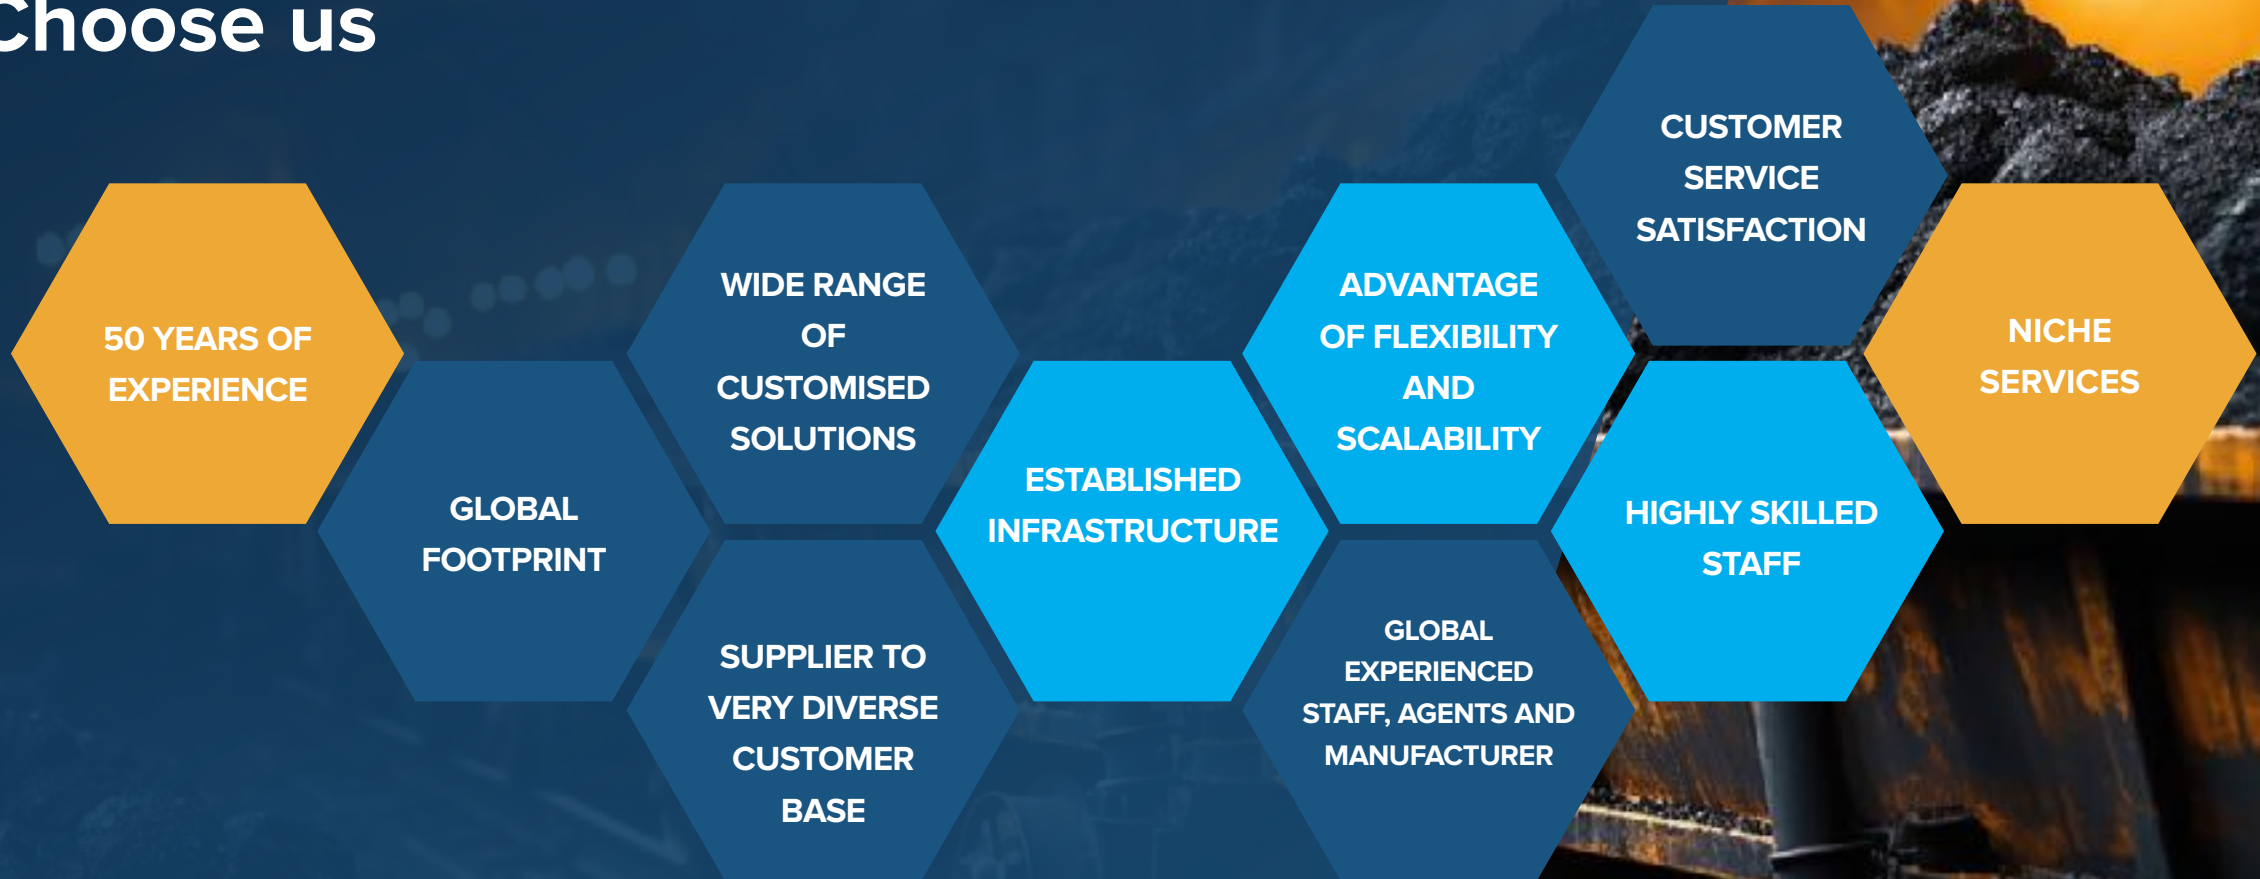 Choose us
50 YEARS OF
EXPERIENCE
GLOBAL
FOOTPRINT
WIDE RANGE
OF
CUSTOMISED
SOLUTIONS
SUPPLIER TO
VERY DIVERSE
CUSTOMER
BASE
ESTABLISHED
INFRASTRUCTURE
ADVANTAGE
OF FLEXIBILITY
AND
SCALABILITY
GLOBAL
EXPERIENCED
STAFF, AGENTS AND
MANUFACTURER
CUSTOMER
SERVICE
SATISFACTION
HIGHLY SKILLED
STAFF
NICHE
SERVICES